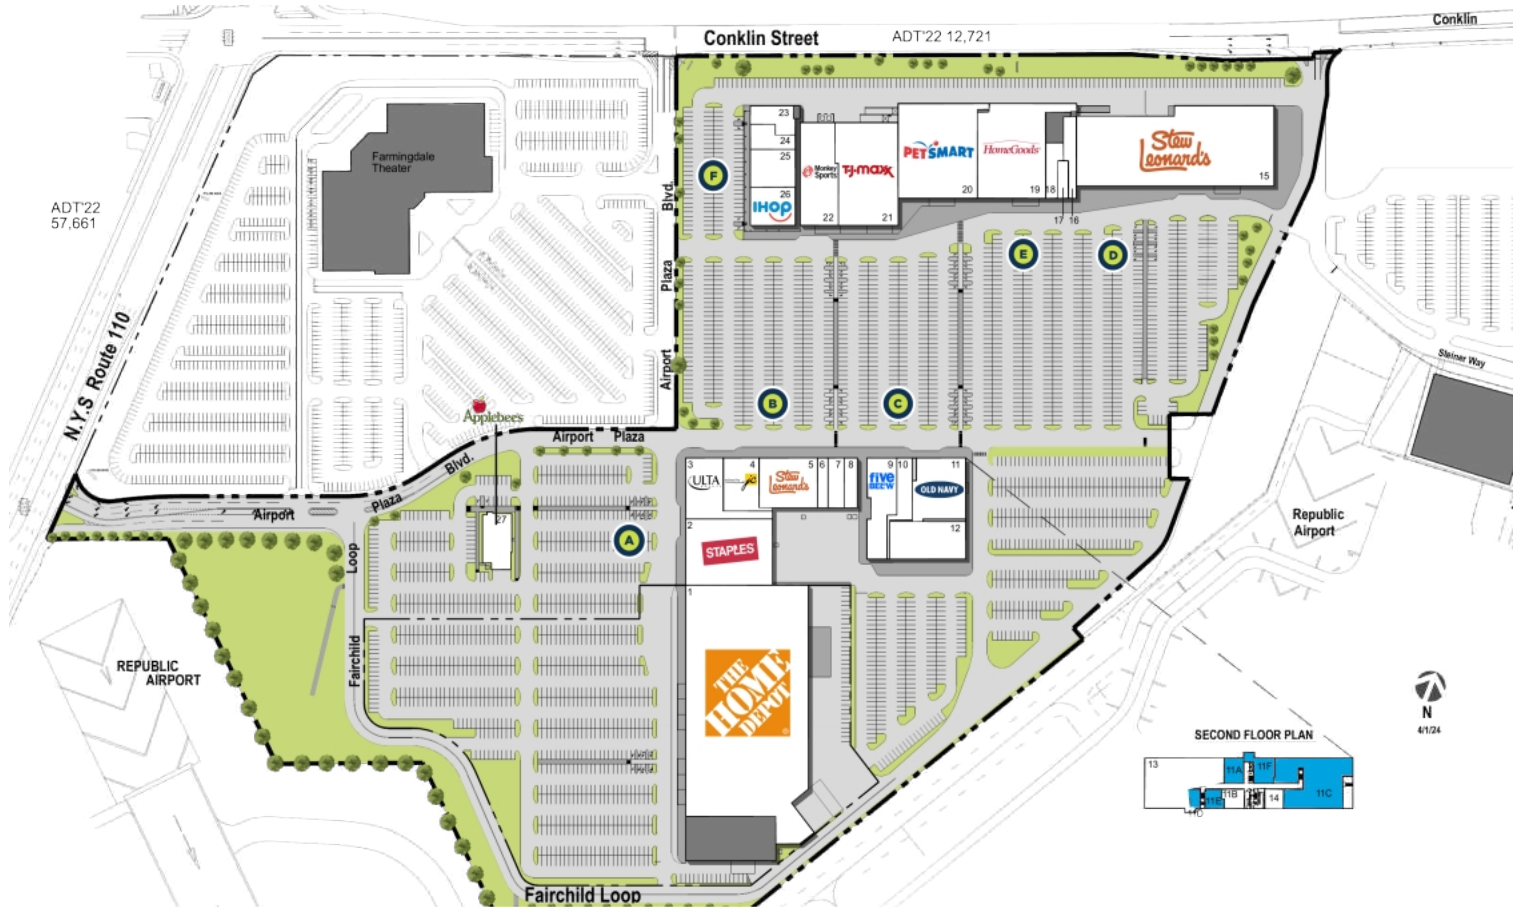 Conklin
Conklin Street
ADT'22 12,721
ADT'22
57,661
Farmingdale
Theater
N.Y.S Route 110
Airport Plaza Blvd.
F
23
24
25
26
IHOP
Monkey
Sports
22
T.J-maxx
21
PETSMART
20
HomeGoods
19
18
17
16
Stew
Leonard's
15
E
D
B
C
A
Applebee's
Airport Plaza
Airport Plaza Blvd.
27
3
ULTA
4
5
Stew
Leonard's
6
7
8
9
five
BEL°W
10
11
OLD NAVY
12
2
STAPLES
1
THE
HOME
DEPOT
Steiner Way
Republic
Airport
REPUBLIC
AIRPORT
Fairchild Loop
Fairchild Loop
N
4/1/24
SECOND FLOOR PLAN
13
11A
11F
11E
11B
14
11C
11D